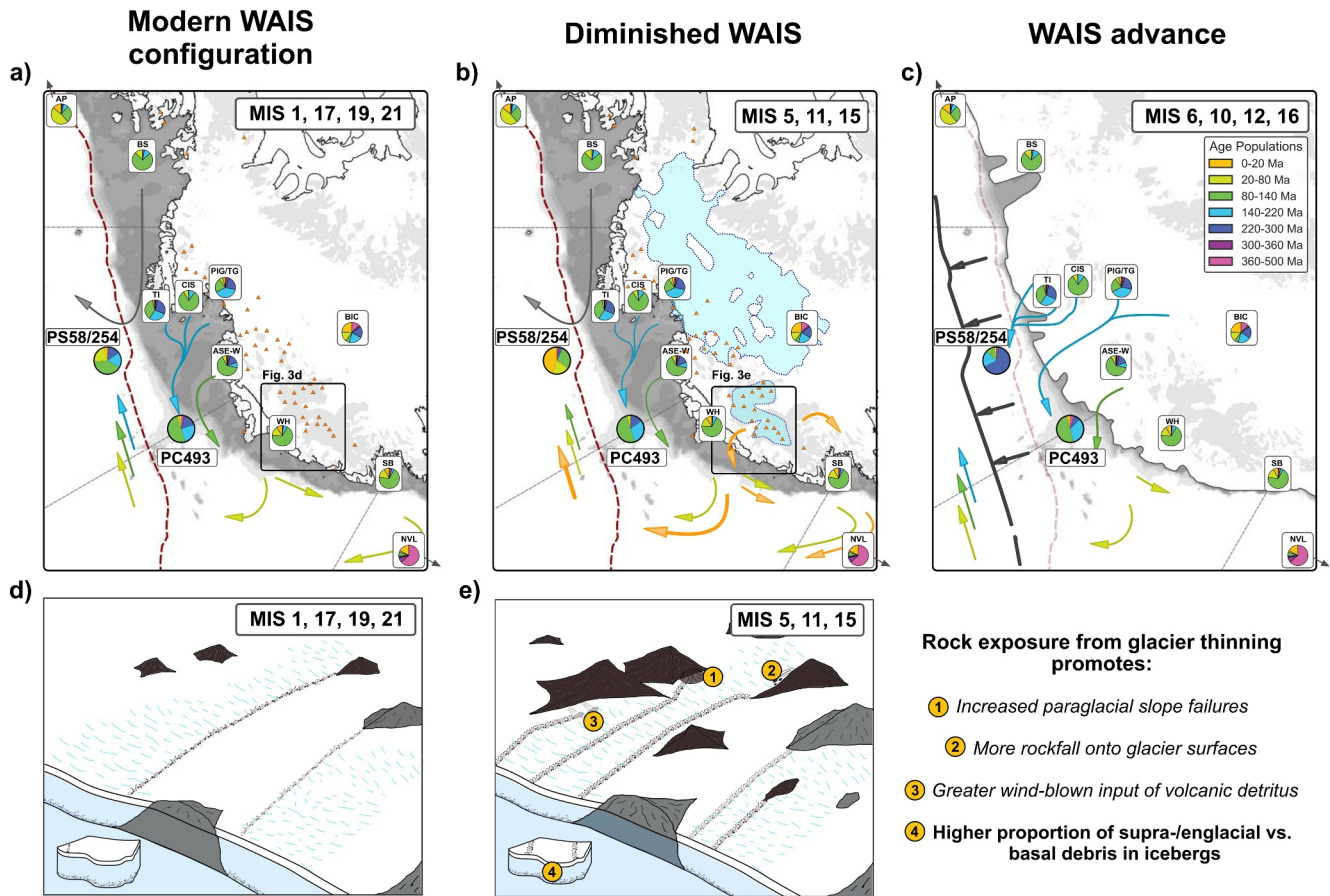 Modern WAIS
configuration
Diminished WAIS
WAIS advance
a)
MIS 1, 17, 19, 21
AP
BS
PIG/TG
CIS
TI
BIC
PS58/254
ASE-W
Fig. 3d
WH
PC493
SB
NVL
b)
MIS 5, 11, 15
AP
BS
PIG/TG
CIS
TI
BIC
PS58/254
ASE-W
Fig. 3e
WH
PC493
SB
NVL
c)
MIS 6, 10, 12, 16
AP
BS
Age Populations
0-20 Ma
20-80 Ma
80-140 Ma
140-220 Ma
220-300 Ma
300-360 Ma
360-500 Ma
CIS
PIG/TG
TI
BIC
PS58/254
ASE-W
WH
PC493
SB
NVL
d)
MIS 1, 17, 19, 21
e)
MIS 5, 11, 15
1
2
3
4
Rock exposure from glacier thinning
promotes:
1 Increased paraglacial slope failures
2 More rockfall onto glacier surfaces
3 Greater wind-blown input of volcanic detritus
4 Higher proportion of supra-/englacial vs.
basal debris in icebergs